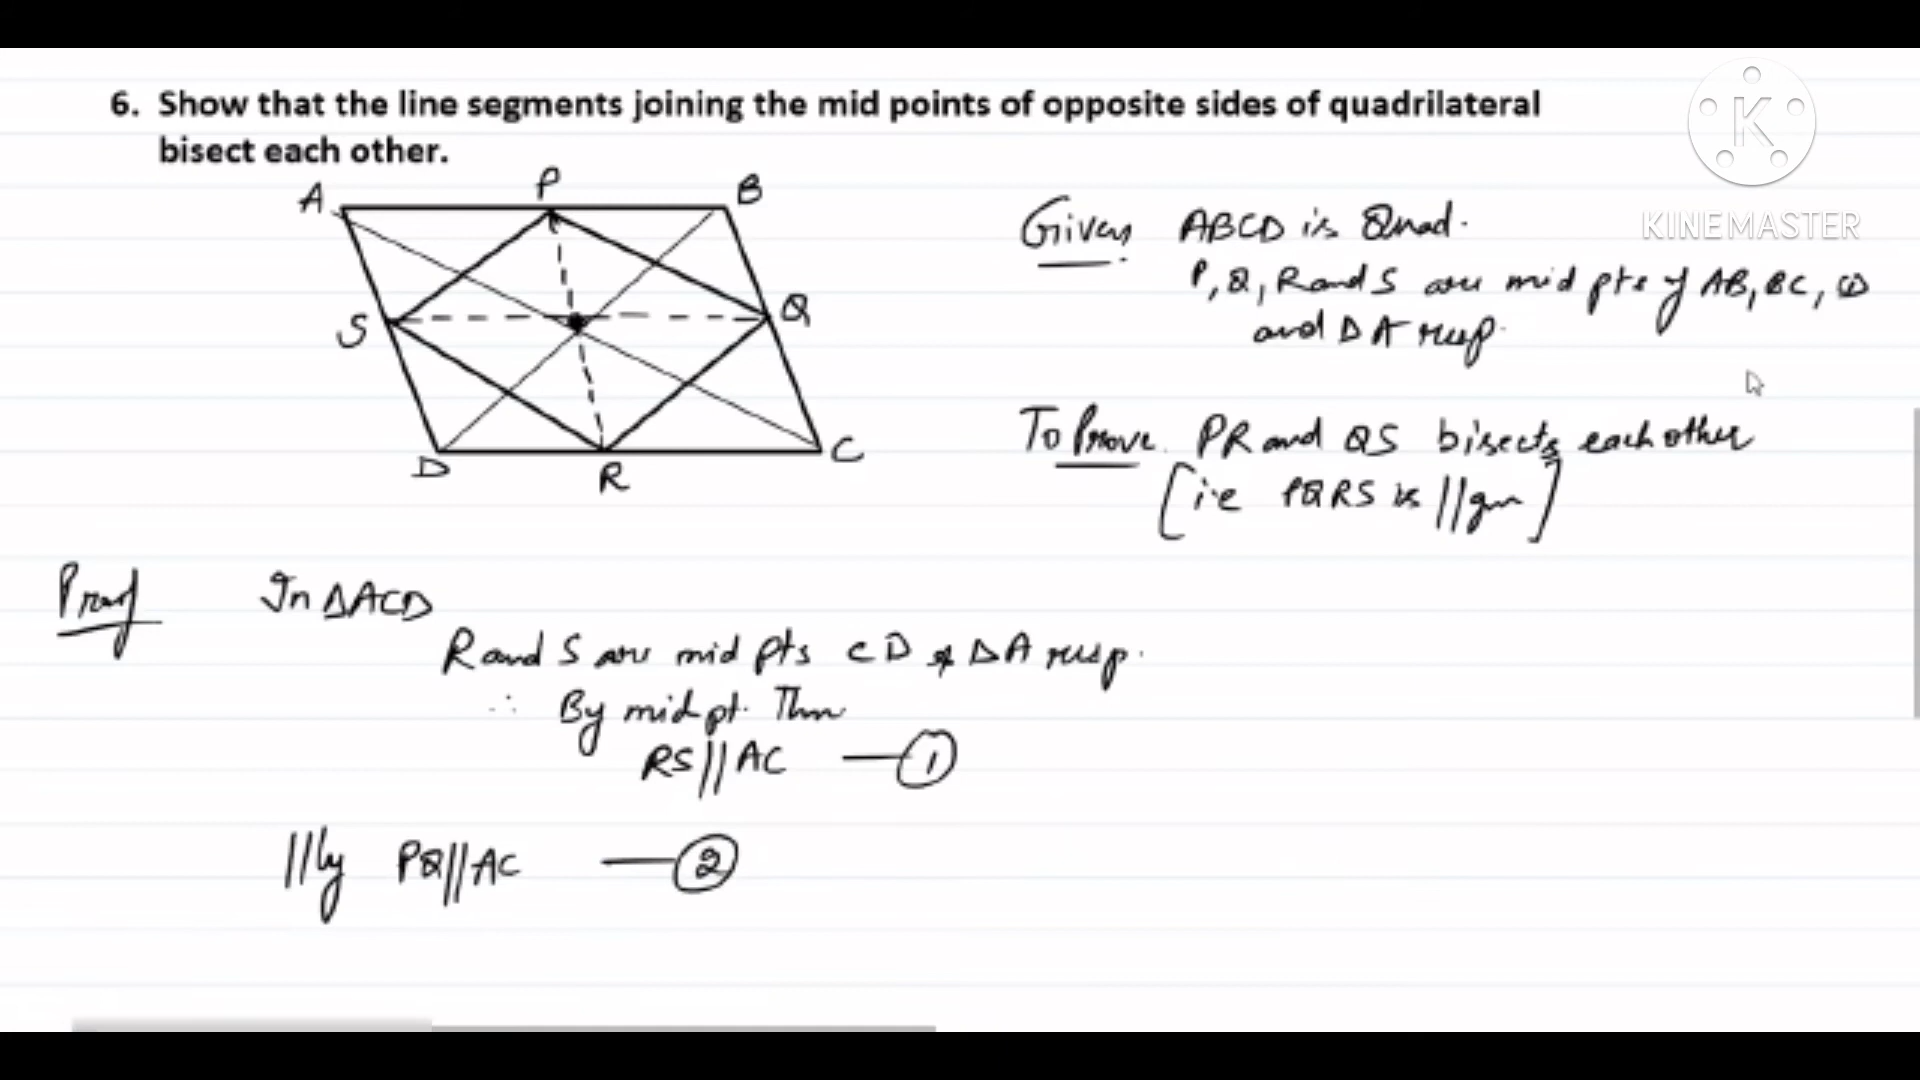 6. Show that the line segments joining the mid points of opposite sides of quadrilateral
bisect each other.
A P B
S Q
D R C
Given ABCD is Quad.
P, Q, R and S are mid pts of AB, BC, CD
and DA resp.
To Prove. PR and QS bisects each other
[i.e PQRS is ||gm]
Proof In ΔACD
R and S are mid pts CD & DA resp.
∴ By mid pt. Thm
RS||AC —①
||ly PQ||AC —②
K
KINEMASTER